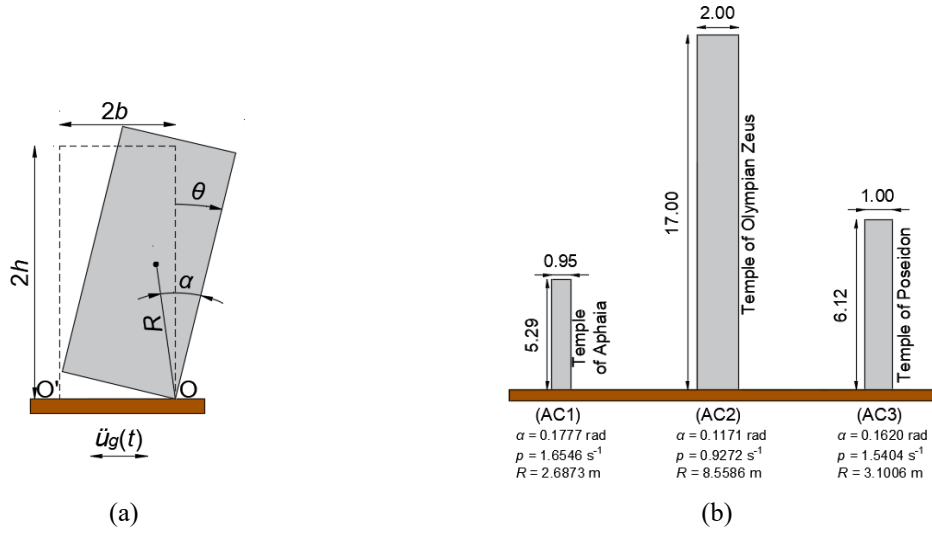 2b
θ
2h
α
R
O'
O
üg(t)
(a)
2.00
17.00
Temple of Olympian Zeus
1.00
0.95
5.29
Temple
of Aphaia
6.12
Temple of Poseidon
(AC1)
α = 0.1777 rad
p = 1.6546 s⁻¹
R = 2.6873 m
(AC2)
α = 0.1171 rad
p = 0.9272 s⁻¹
R = 8.5586 m
(AC3)
α = 0.1620 rad
p = 1.5404 s⁻¹
R = 3.1006 m
(b)